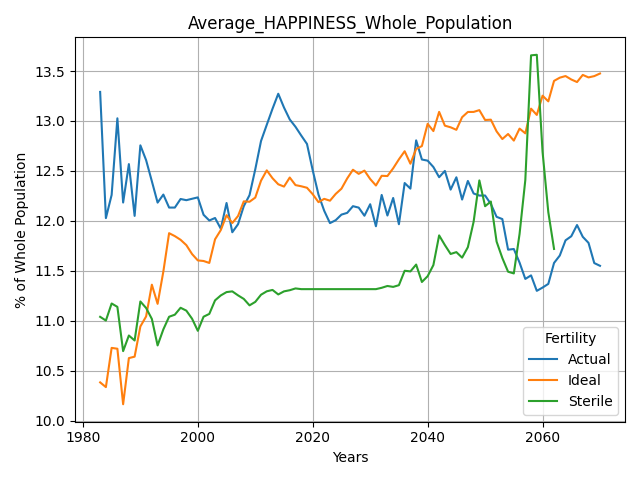 Average_HAPPINESS_Whole_Population
% of Whole Population
13.5
13.0
12.5
12.0
11.5
11.0
10.5
10.0
1980 2000 2020 2040 2060
Years
Fertility
Actual
Ideal
Sterile